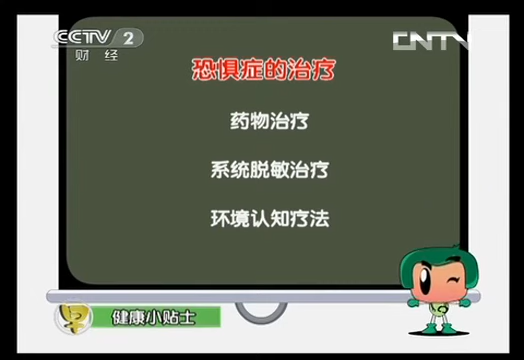 CCTV 2
财经
CNTV
恐惧症的治疗
药物治疗
系统脱敏治疗
环境认知疗法
健康小贴士